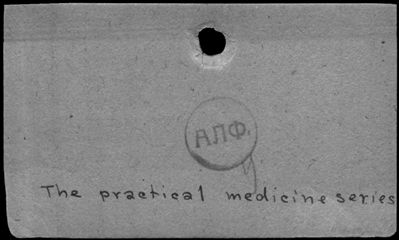 АЛФ.
The practical medicine series